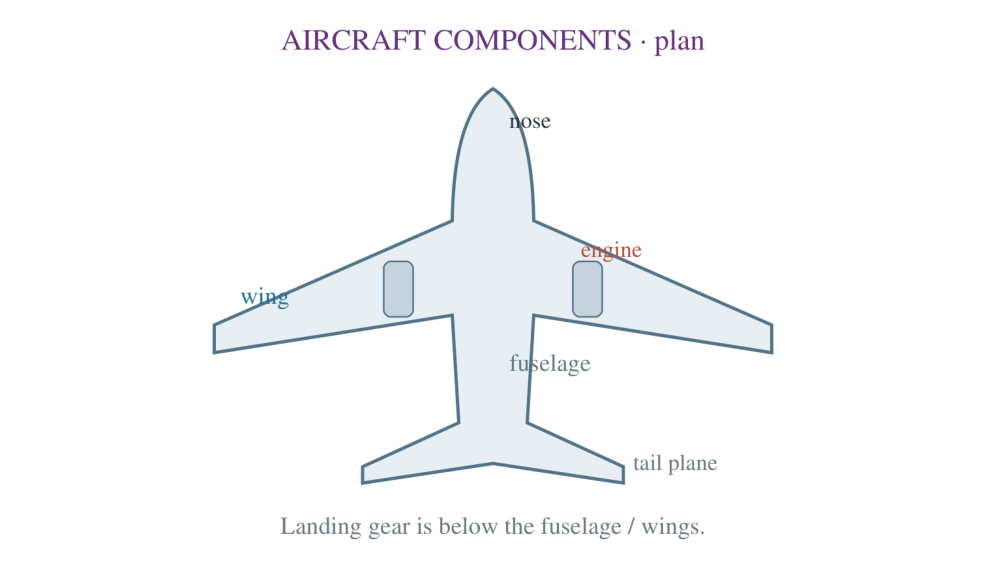 AIRCRAFT COMPONENTS · plan
nose
engine
wing
fuselage
tail plane
Landing gear is below the fuselage / wings.